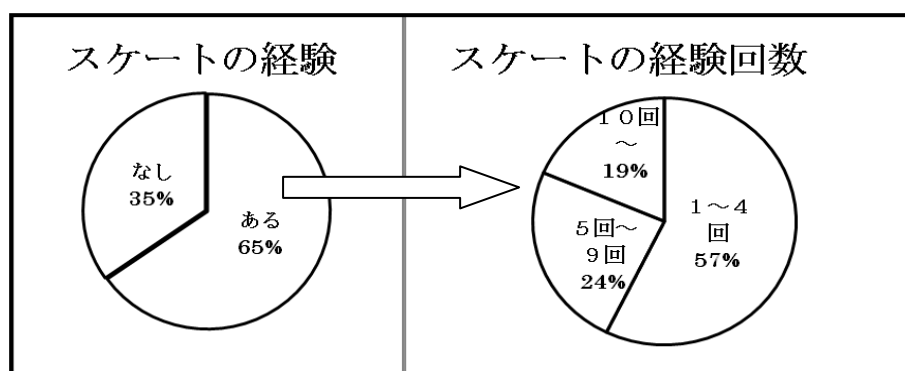 スケートの経験
なし
35%
ある
65%
スケートの経験回数
１０回
～
19%
１～４
回
57%
５回～
９回
24%